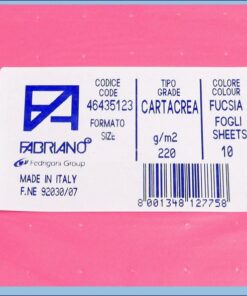 CODICE
CODE
46435123
FORMATO
SIZE
TIPO
GRADE
CARTACREA
g/m2
220
COLORE
COLOUR
FUCSIA
FOGLI
SHEETS
10
FABRIANO
Fedrigoni Group
MADE IN ITALY
F.NE 92030/07
8 001348 127758